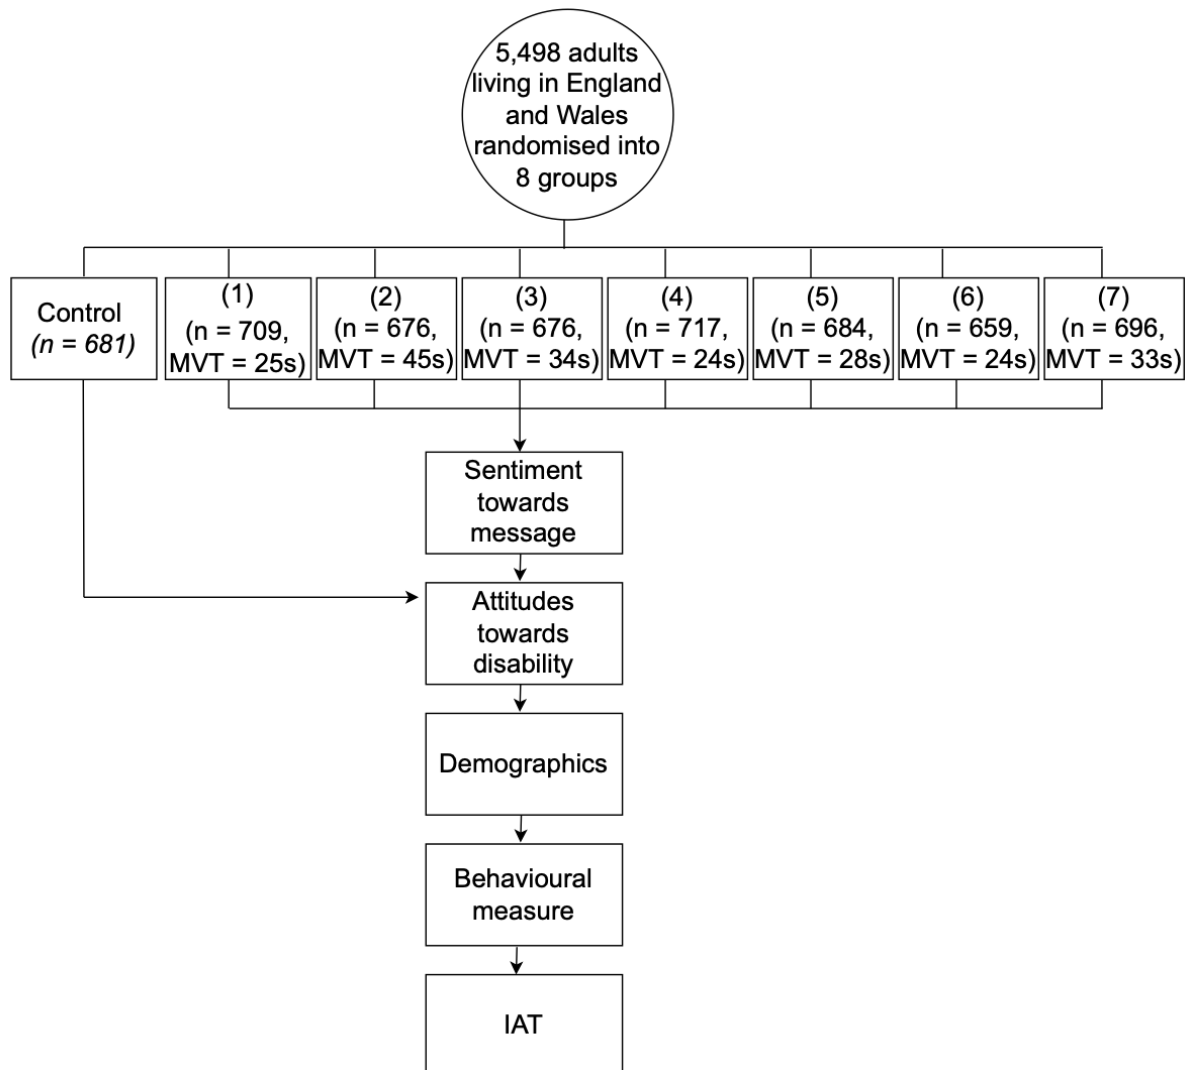 5,498 adults
living in England
and Wales
randomised into
8 groups
Control
(n = 681)
(1)
(n = 709,
MVT = 25s)
(2)
(n = 676,
MVT = 45s)
(3)
(n = 676,
MVT = 34s)
(4)
(n = 717,
MVT = 24s)
(5)
(n = 684,
MVT = 28s)
(6)
(n = 659,
MVT = 24s)
(7)
(n = 696,
MVT = 33s)
Sentiment
towards
message
Attitudes
towards
disability
Demographics
Behavioural
measure
IAT